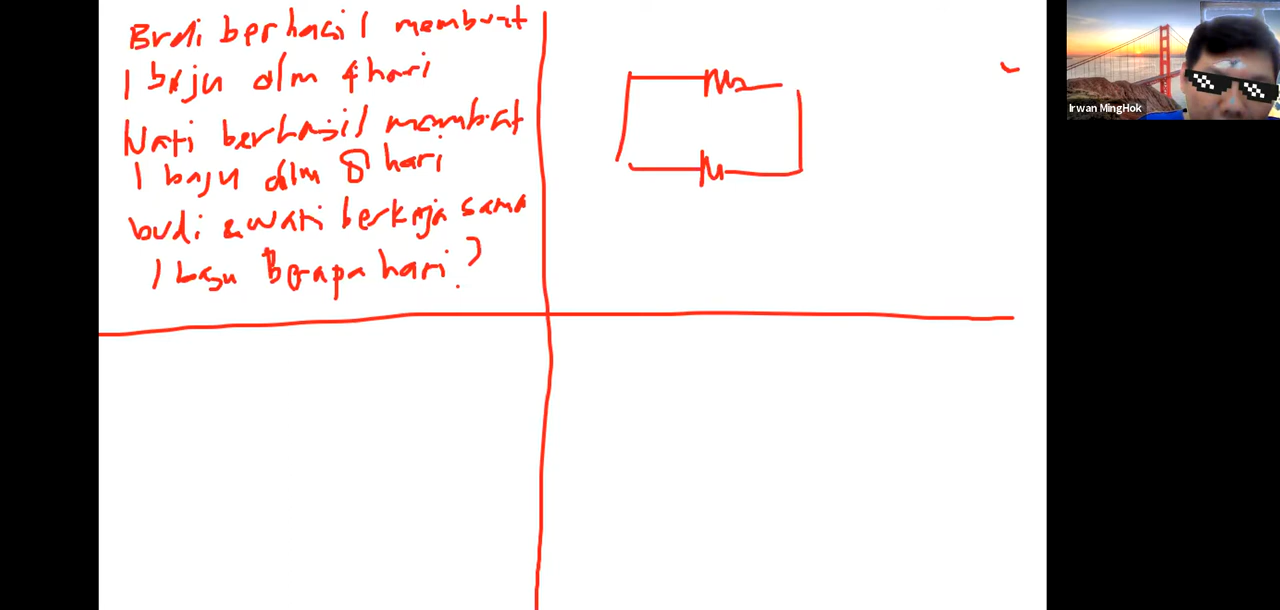 Budi berhasil membuat
1 baju dlm 4 hari
Wati berhasil membuat
1 baju dlm 8 hari
budi & wati berkerja sama
1 baju Berapa hari?
Irwan MingHok